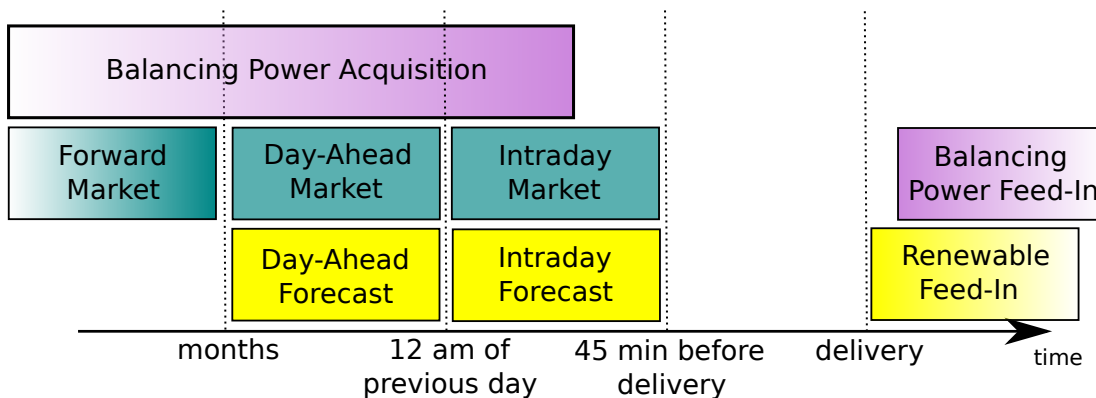 Balancing Power Acquisition
Forward
Market
Day-Ahead
Market
Intraday
Market
Balancing
Power Feed-In
Day-Ahead
Forecast
Intraday
Forecast
Renewable
Feed-In
months
12 am of
previous day
45 min before
delivery
delivery
time